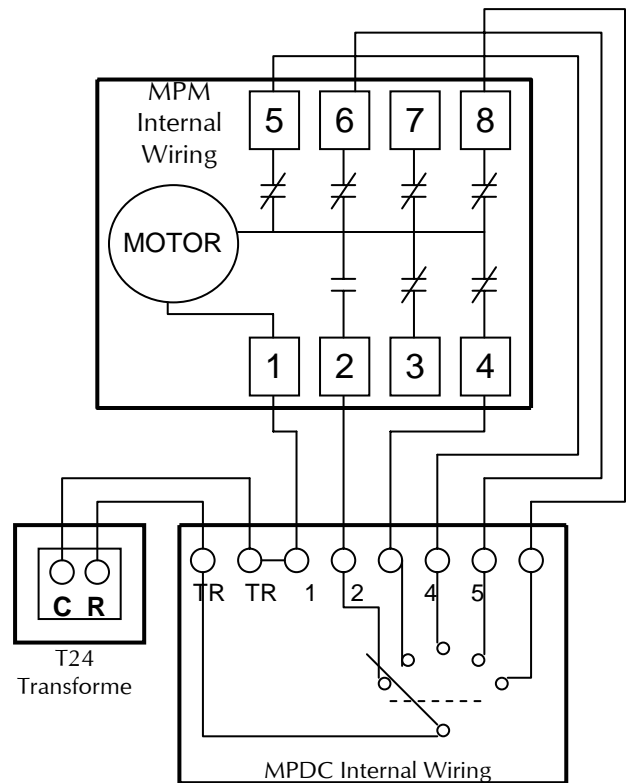 MPM
Internal
Wiring
5 6 7 8
MOTOR
1 2 3 4
TR TR 1 2 4 5
C R
T24
Transforme
MPDC Internal Wiring